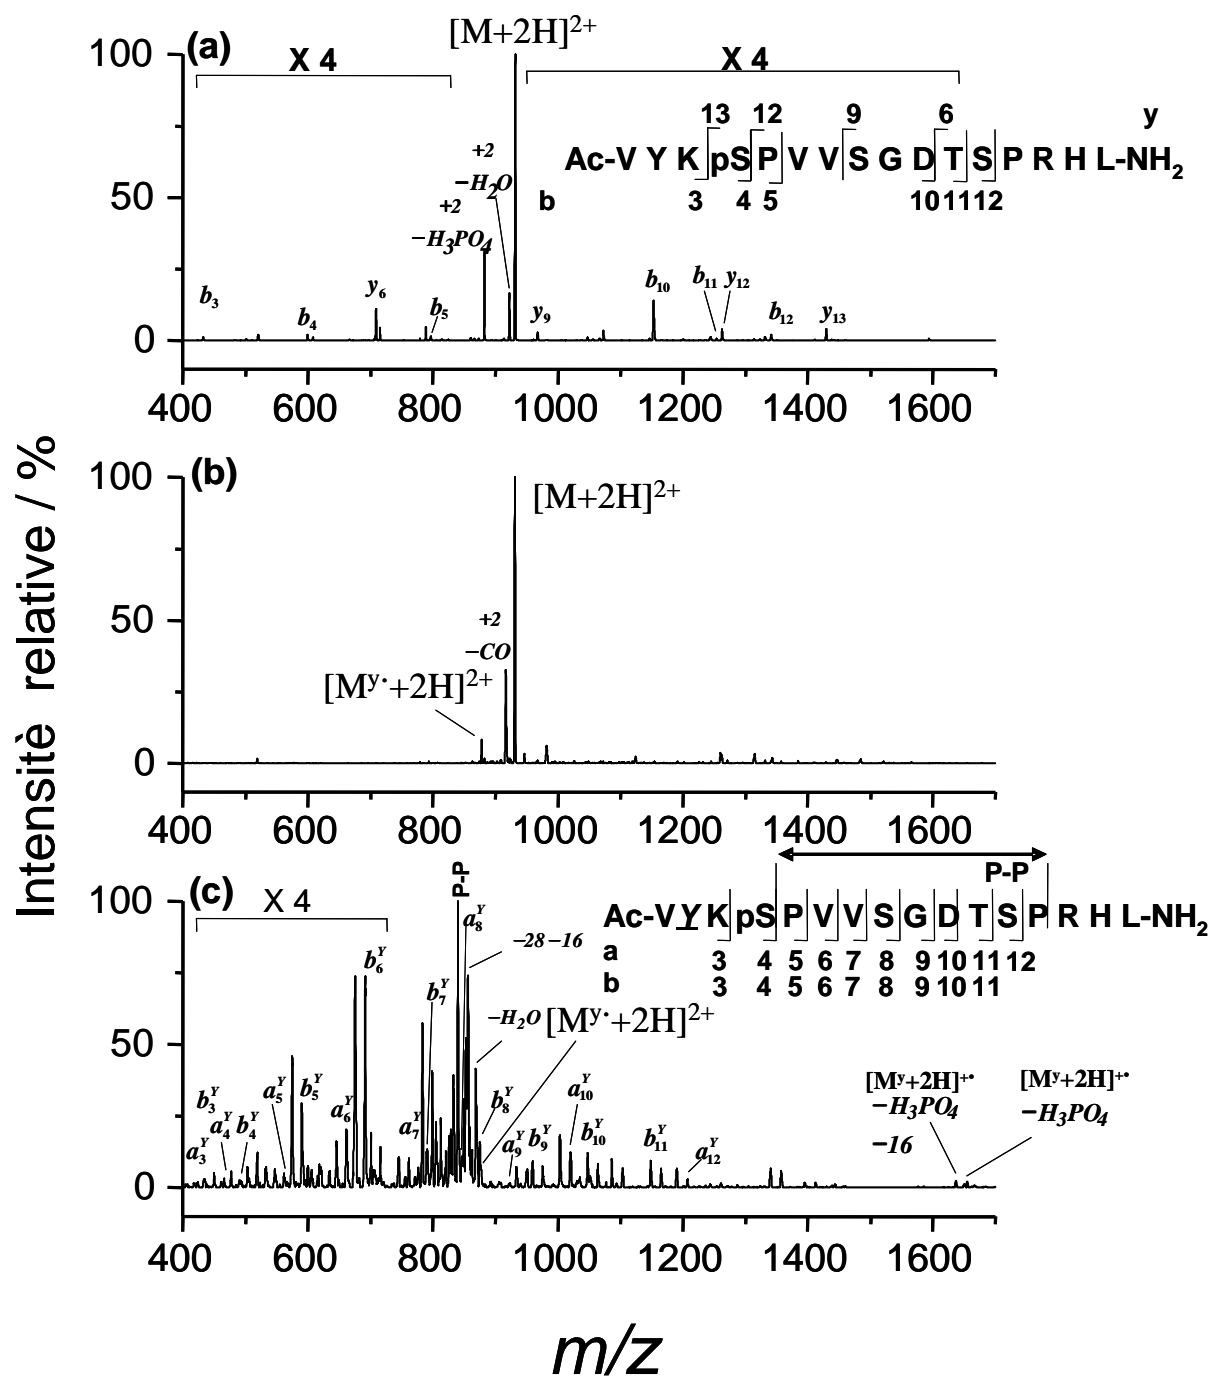 Intensitè relative / %
(a)
[M+2H]²⁺
100
X 4
X 4
13 12 9 6 y
Ac-V Y K pS P V V S G D T S P R H L-NH₂
b 3 4 5 10 11 12
+2
−H₂O
+2
−H₃PO₄
50
b₃
b₄
y₆
b₅
y₉
b₁₀
b₁₁
y₁₂
b₁₂
y₁₃
0
400 600 800 1000 1200 1400 1600
(b)
100
[M+2H]²⁺
50
+2
−CO
[Mʸ˙+2H]²⁺
0
400 600 800 1000 1200 1400 1600
(c)
100
X 4
P-P
P-P
Ac-V Y K pS P V V S G D T S P R H L-NH₂
a 3 4 5 6 7 8 9 10 11 12
b 3 4 5 6 7 8 9 10 11
a₈ʸ
−28−16
b₆ʸ
b₇ʸ
−H₂O
[Mʸ˙+2H]²⁺
50
b₃ʸ
a₃ʸ
a₄ʸ
b₄ʸ
a₅ʸ
b₅ʸ
a₆ʸ
a₇ʸ
b₈ʸ
a₉ʸ
b₉ʸ
a₁₀ʸ
b₁₀ʸ
b₁₁ʸ
a₁₂ʸ
[Mʸ+2H]⁺˙
−H₃PO₄
−16
[Mʸ+2H]⁺˙
−H₃PO₄
0
400 600 800 1000 1200 1400 1600
m/z